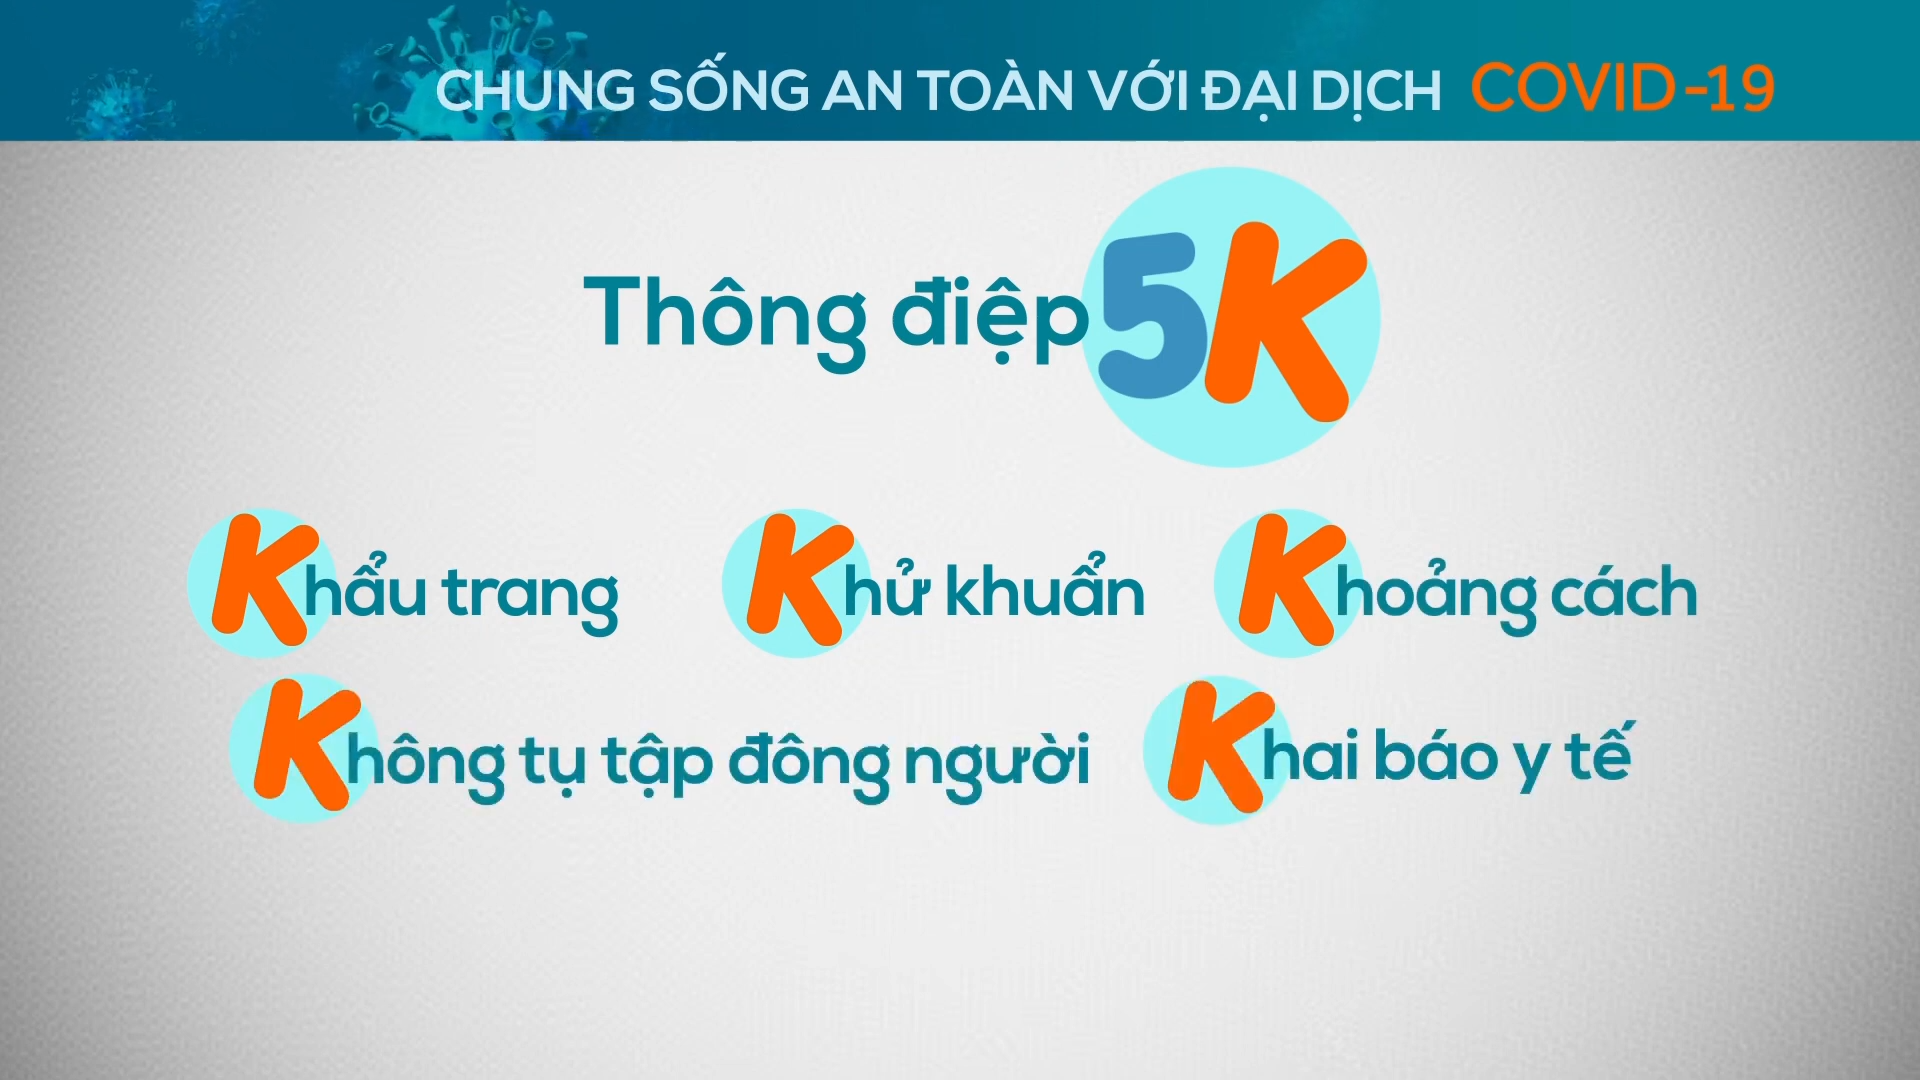 CHUNG SỐNG AN TOÀN VỚI ĐẠI DỊCH COVID-19
Thông điệp 5K
Khẩu trang
Khử khuẩn
Khoảng cách
Không tụ tập đông người
Khai báo y tế